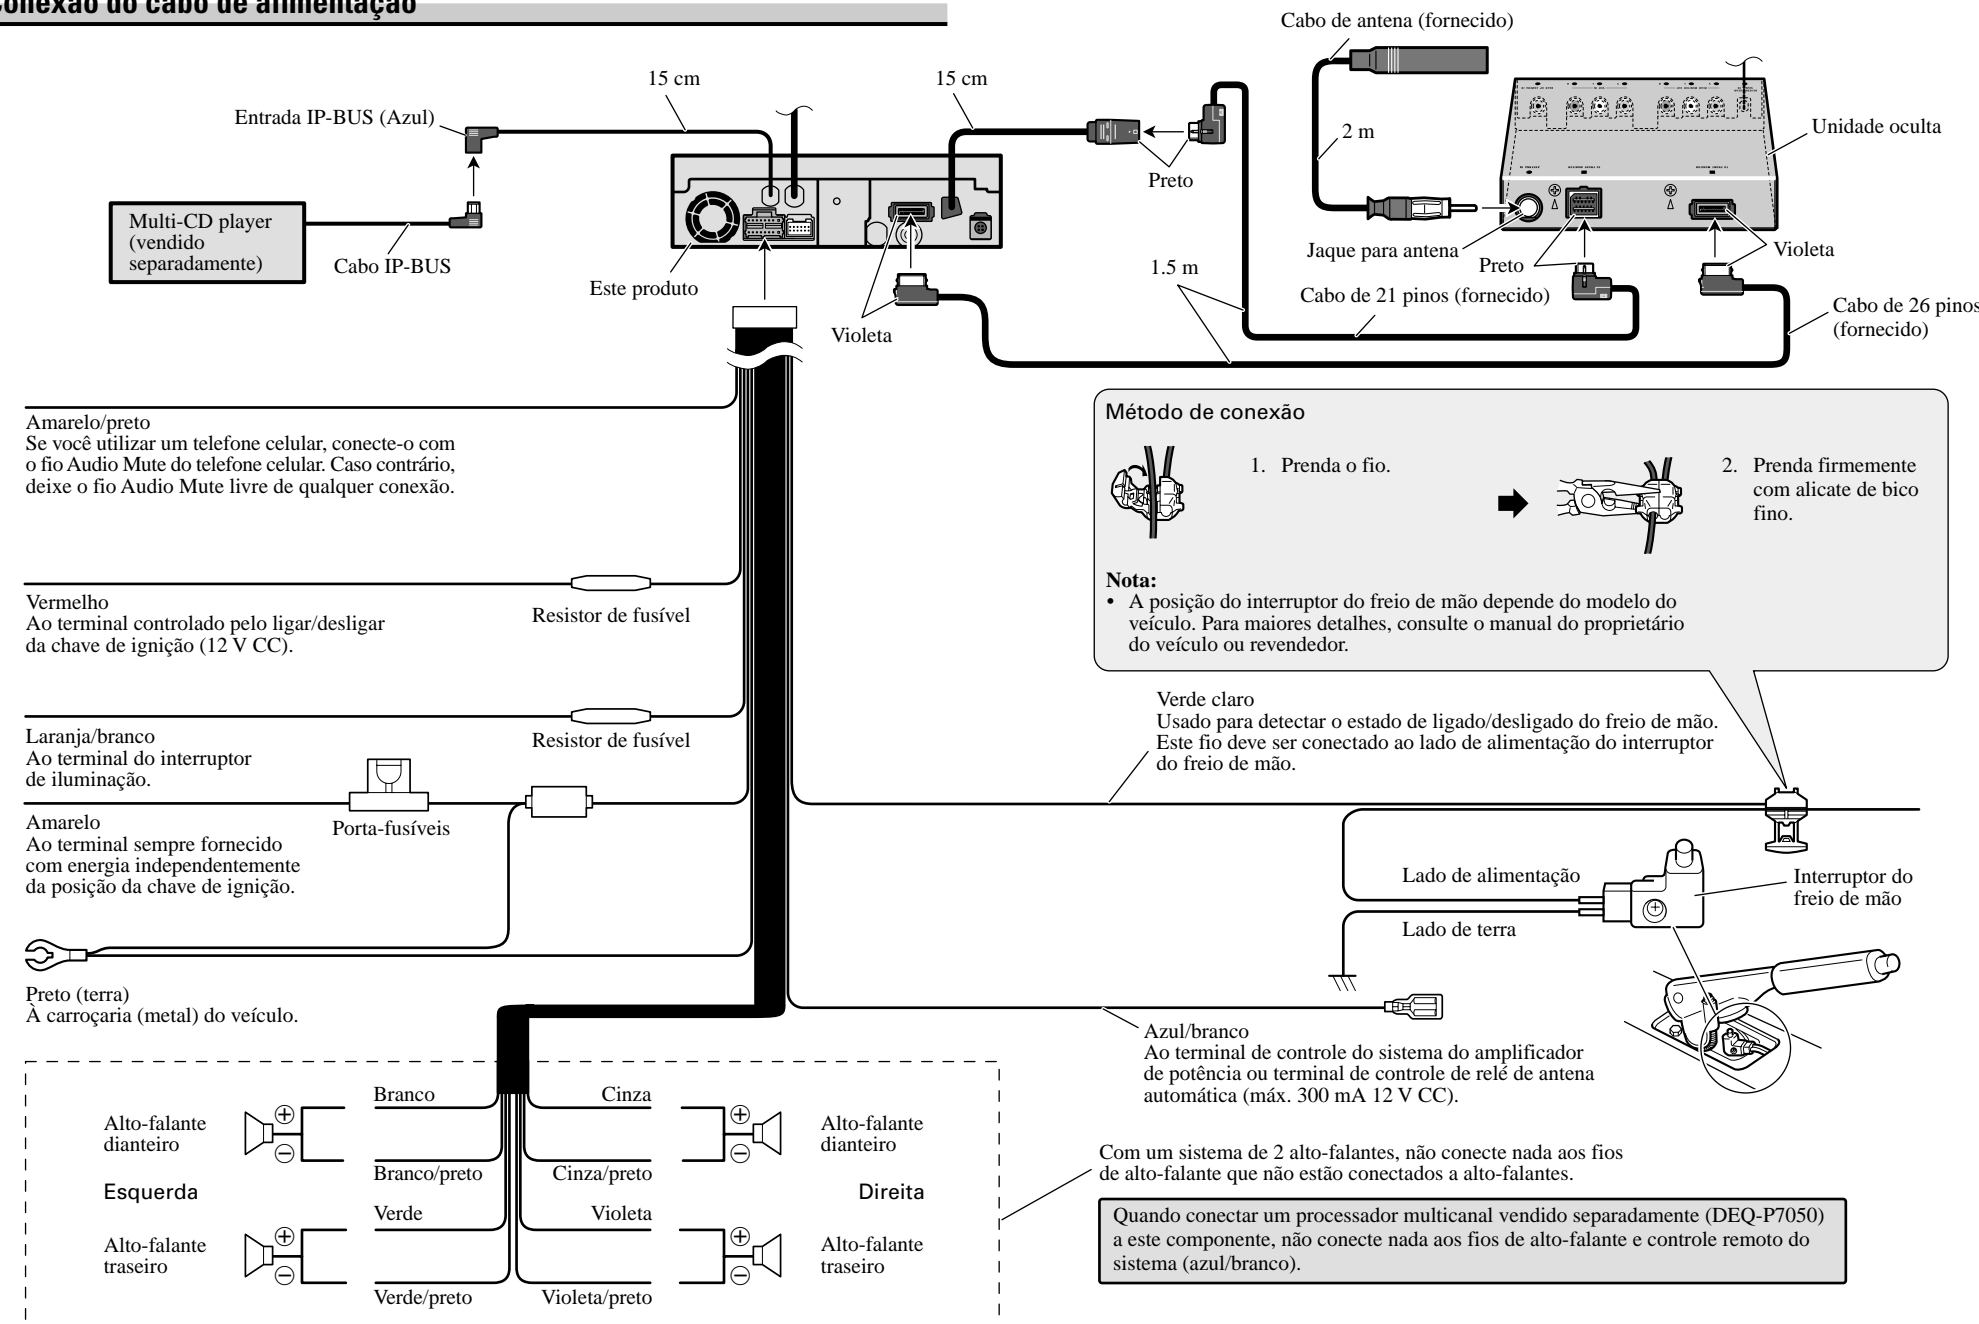 Conexão do cabo de alimentação
Cabo de antena (fornecido)
15 cm
15 cm
Entrada IP-BUS (Azul)
2 m
Unidade oculta
Preto
Multi-CD player
(vendido
separadamente)
Cabo IP-BUS
Este produto
Jaque para antena
Preto
Violeta
1.5 m
Cabo de 21 pinos (fornecido)
Cabo de 26 pinos
(fornecido)
Violeta
Amarelo/preto
Se você utilizar um telefone celular, conecte-o com
o fio Audio Mute do telefone celular. Caso contrário,
deixe o fio Audio Mute livre de qualquer conexão.
Método de conexão
1. Prenda o fio.
2. Prenda firmemente
com alicate de bico
fino.
Nota:
• A posição do interruptor do freio de mão depende do modelo do
veículo. Para maiores detalhes, consulte o manual do proprietário
do veículo ou revendedor.
Vermelho
Ao terminal controlado pelo ligar/desligar
da chave de ignição (12 V CC).
Resistor de fusível
Laranja/branco
Ao terminal do interruptor
de iluminação.
Resistor de fusível
Verde claro
Usado para detectar o estado de ligado/desligado do freio de mão.
Este fio deve ser conectado ao lado de alimentação do interruptor
do freio de mão.
Amarelo
Ao terminal sempre fornecido
com energia independentemente
da posição da chave de ignição.
Porta-fusíveis
Lado de alimentação
Lado de terra
Interruptor do
freio de mão
Preto (terra)
À carroçaria (metal) do veículo.
Azul/branco
Ao terminal de controle do sistema do amplificador
de potência ou terminal de controle de relé de antena
automática (máx. 300 mA 12 V CC).
Branco
Cinza
Alto-falante
dianteiro
Alto-falante
dianteiro
Branco/preto
Cinza/preto
Esquerda
Direita
Verde
Violeta
Alto-falante
traseiro
Alto-falante
traseiro
Verde/preto
Violeta/preto
Com um sistema de 2 alto-falantes, não conecte nada aos fios
de alto-falante que não estão conectados a alto-falantes.
Quando conectar um processador multicanal vendido separadamente (DEQ-P7050)
a este componente, não conecte nada aos fios de alto-falante e controle remoto do
sistema (azul/branco).